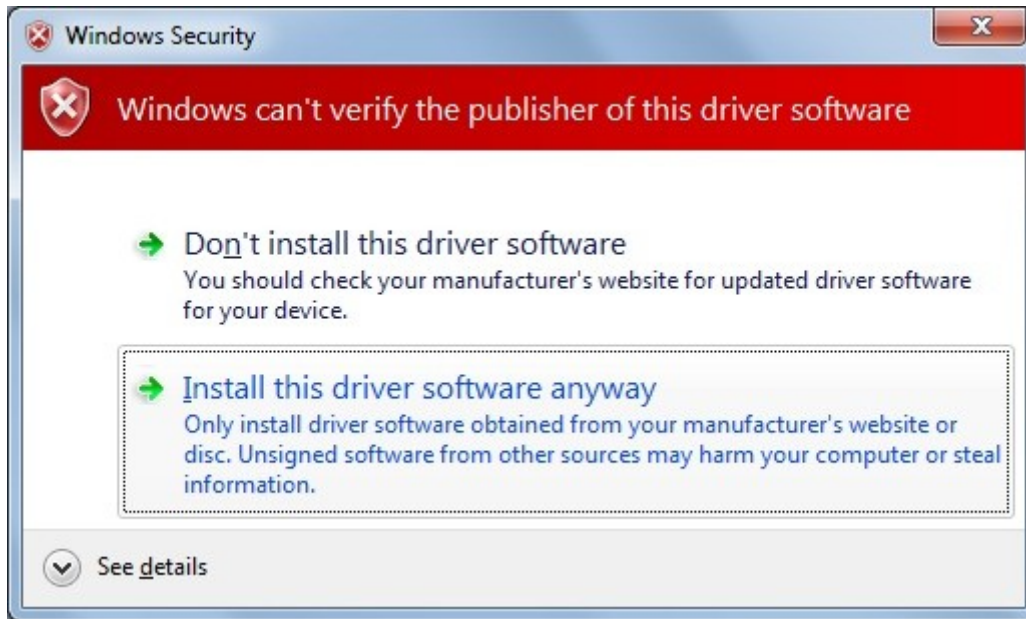 Windows Security
Windows can't verify the publisher of this driver software
Don't install this driver software
You should check your manufacturer's website for updated driver software
for your device.
Install this driver software anyway
Only install driver software obtained from your manufacturer's website or
disc. Unsigned software from other sources may harm your computer or steal
information.
See details